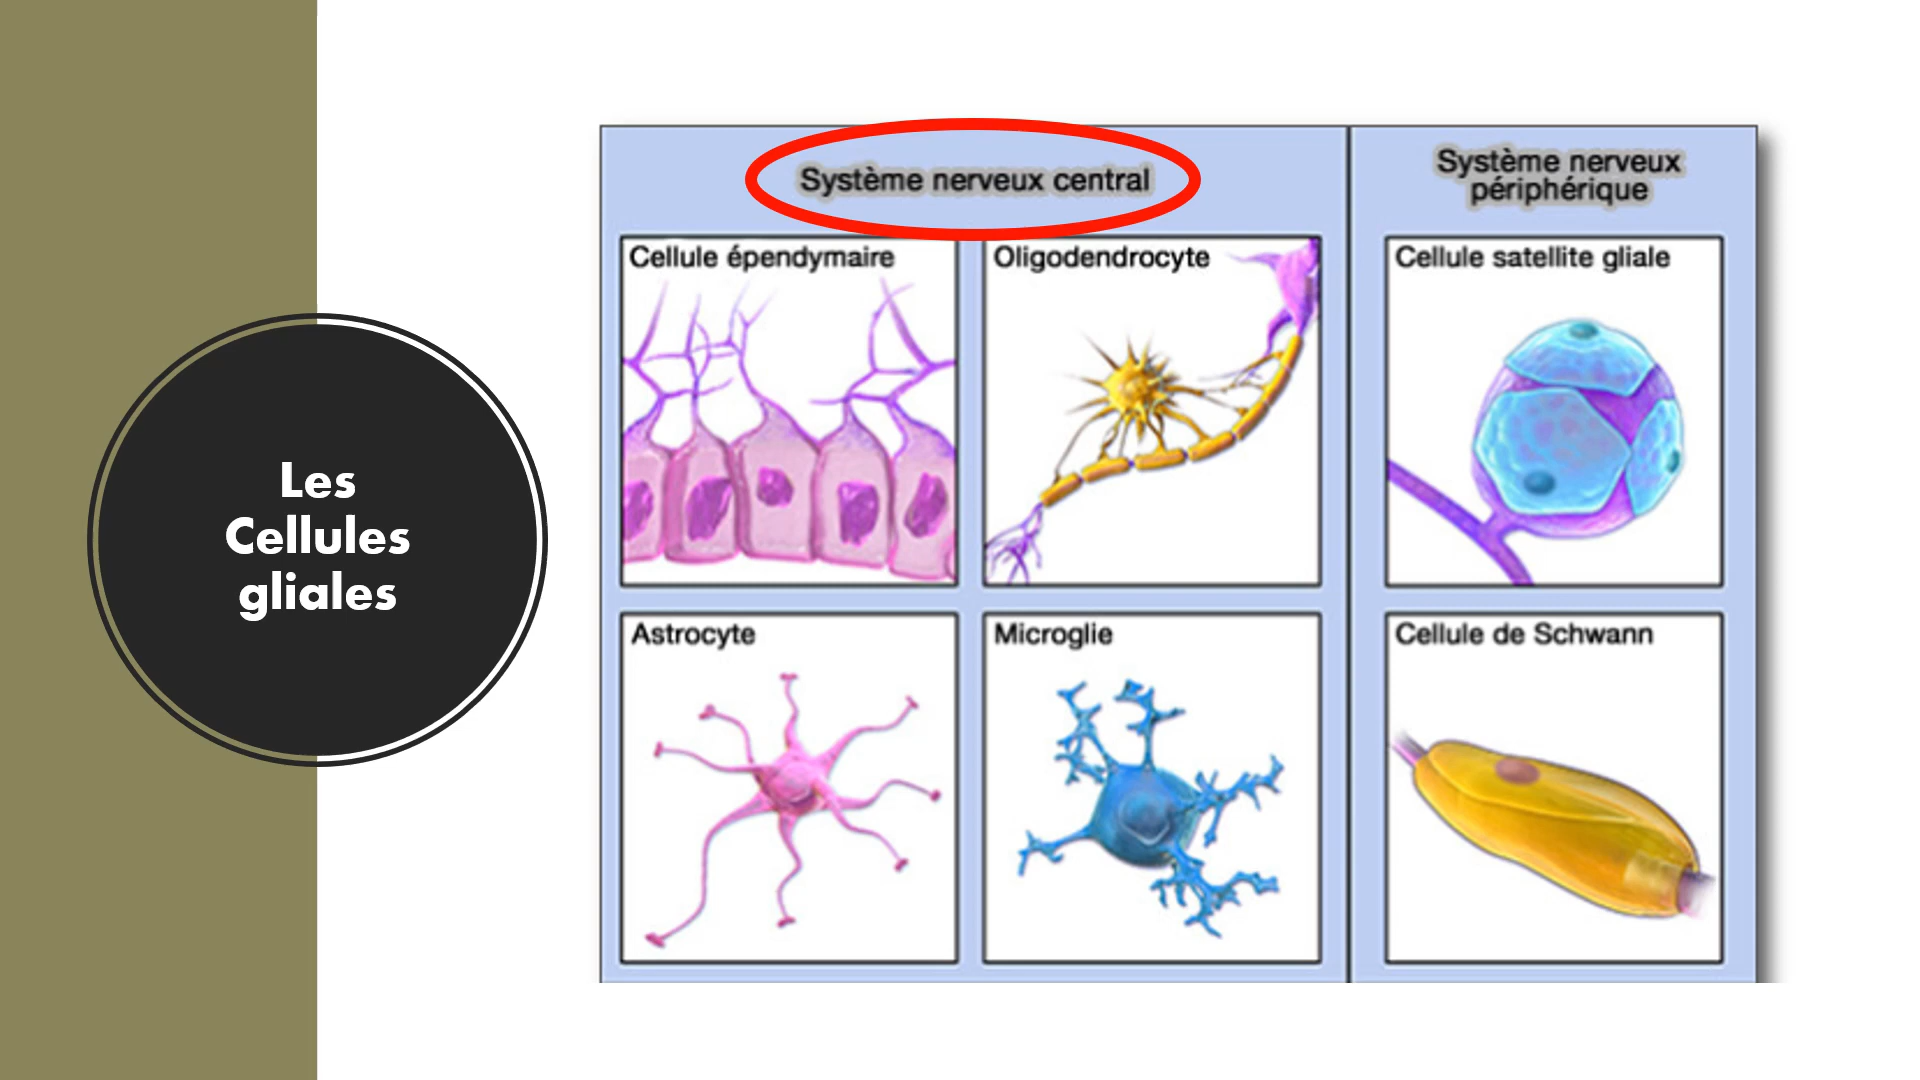 Les
Cellules
gliales
Système nerveux central
Système nerveux
périphérique
Cellule épendymaire
Oligodendrocyte
Cellule satellite gliale
Astrocyte
Microglie
Cellule de Schwann